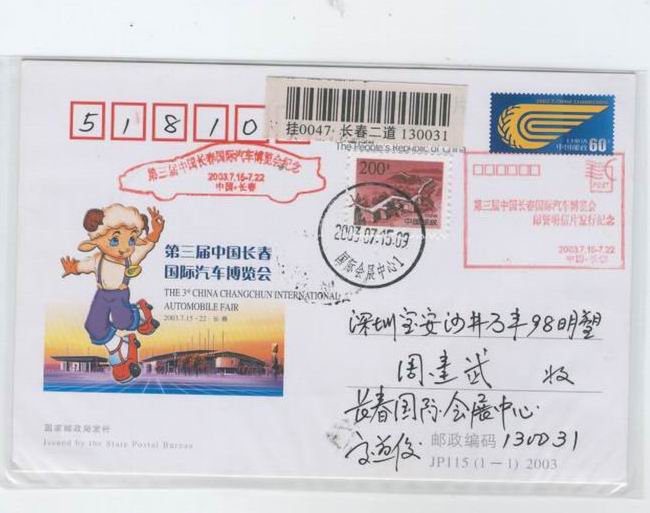 51810
挂0047·长春二道 130031
The People's Republic of China
60
中国邮政
第三届中国长春国际汽车博览会纪念
2003.7.15-7.22
中国·长春
200分
中国邮政
2003.07.15.09
国际会展中心1
POST
第三届中国长春国际汽车博览会
邮资明信片发行纪念
2003.7.15-7.22
中国·长春
第三届中国长春
国际汽车博览会
THE 3rd CHINA CHANGCHUN INTERNATIONAL
AUTOMOBILE FAIR
2003.7.15-22·长春
深圳宝安沙井
98明塑
周建武 收
长春国际会展中心
国家邮政局发行
Issued by the State Postal Bureau
邮政编码 130031
JP115 (1-1) 2003